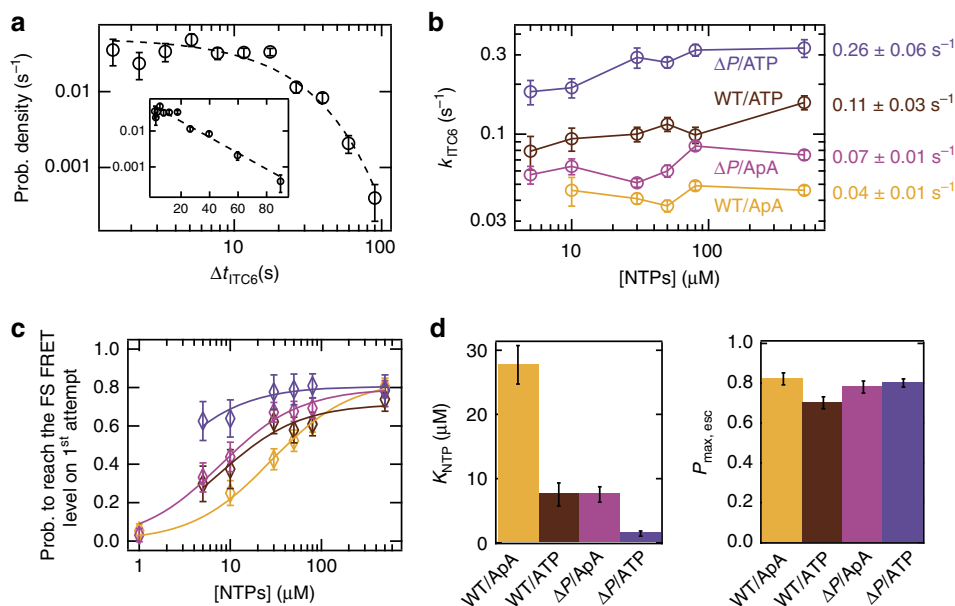 a
Prob. density (s⁻¹)
0.01
0.001
0.01
0.001
20 40 60 80
10 100
Δt_ITC6(s)
b
k_ITC6 (s⁻¹)
0.3
0.1
0.03
ΔP/ATP
WT/ATP
ΔP/ApA
WT/ApA
0.26 ± 0.06 s⁻¹
0.11 ± 0.03 s⁻¹
0.07 ± 0.01 s⁻¹
0.04 ± 0.01 s⁻¹
10 100
[NTPs] (μM)
c
Prob. to reach the FS FRET
level on 1st attempt
1.0
0.8
0.6
0.4
0.2
0.0
1 10 100
[NTPs] (μM)
d
K_NTP (μM)
30
20
10
0
WT/ApA
WT/ATP
ΔP/ApA
ΔP/ATP
P_max, esc
1.0
0.8
0.6
0.4
0.2
0.0
WT/ApA
WT/ATP
ΔP/ApA
ΔP/ATP